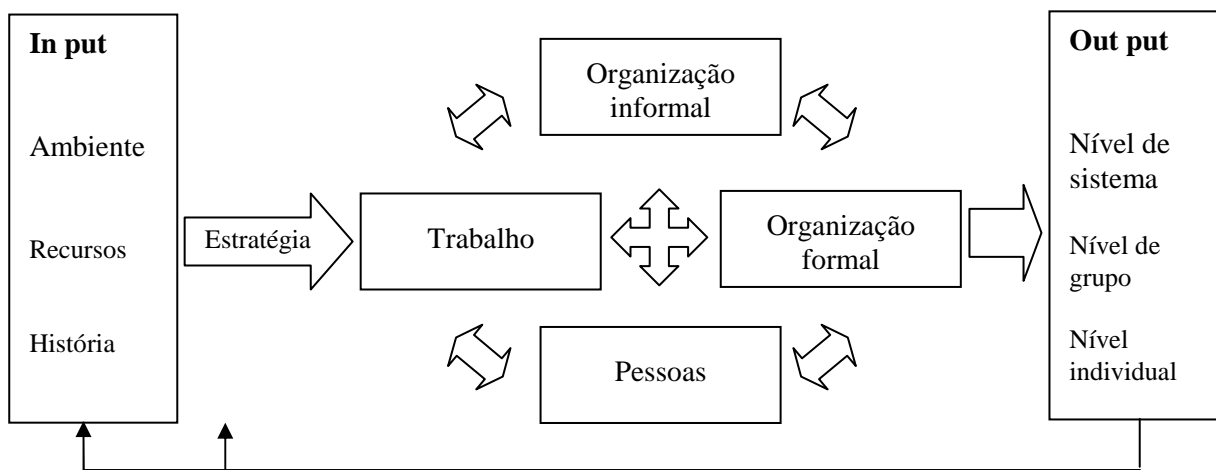 In put
Ambiente
Recursos
História
Estratégia
Organização
informal
Trabalho
Organização
formal
Pessoas
Out put
Nível de
sistema
Nível de
grupo
Nível
individual